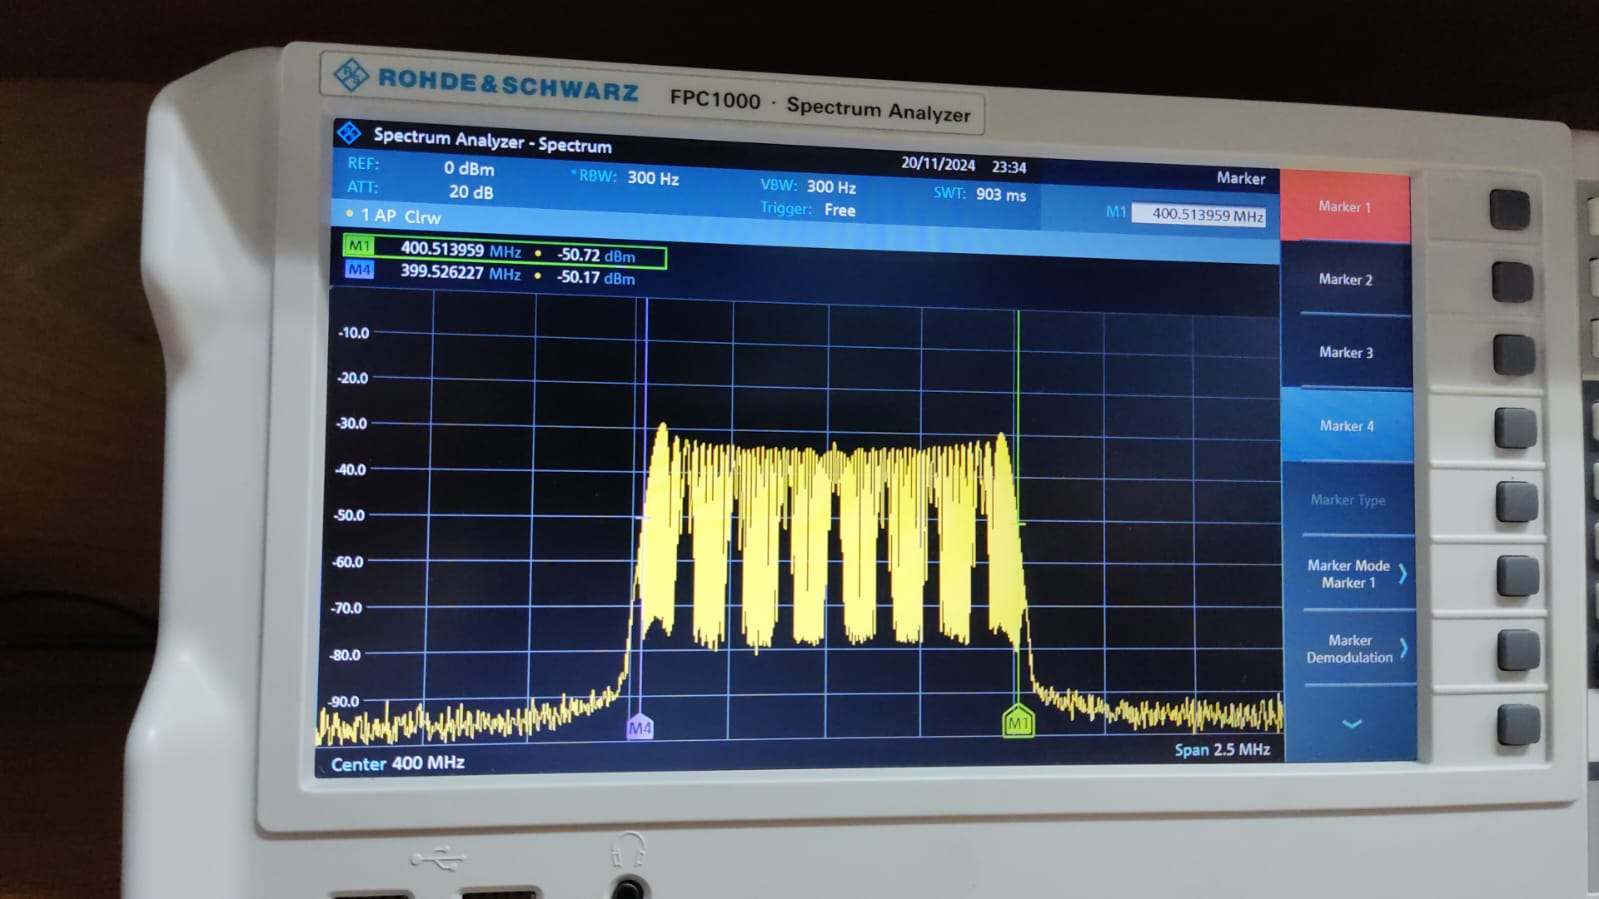 ROHDE&SCHWARZ FPC1000 · Spectrum Analyzer
Spectrum Analyzer - Spectrum
20/11/2024 23:34
Marker
REF: 0 dBm
RBW: 300 Hz
VBW: 300 Hz
SWT: 903 ms
ATT: 20 dB
Trigger: Free
M1 400.513959 MHz
1 AP Clrw
M1 400.513959 MHz • -50.72 dBm
M4 399.526227 MHz • -50.17 dBm
-10.0
-20.0
-30.0
-40.0
-50.0
-60.0
-70.0
-80.0
-90.0
M4
M1
Center 400 MHz
Span 2.5 MHz
Marker 1
Marker 2
Marker 3
Marker 4
Marker Type
Marker Mode
Marker 1
Marker
Demodulation